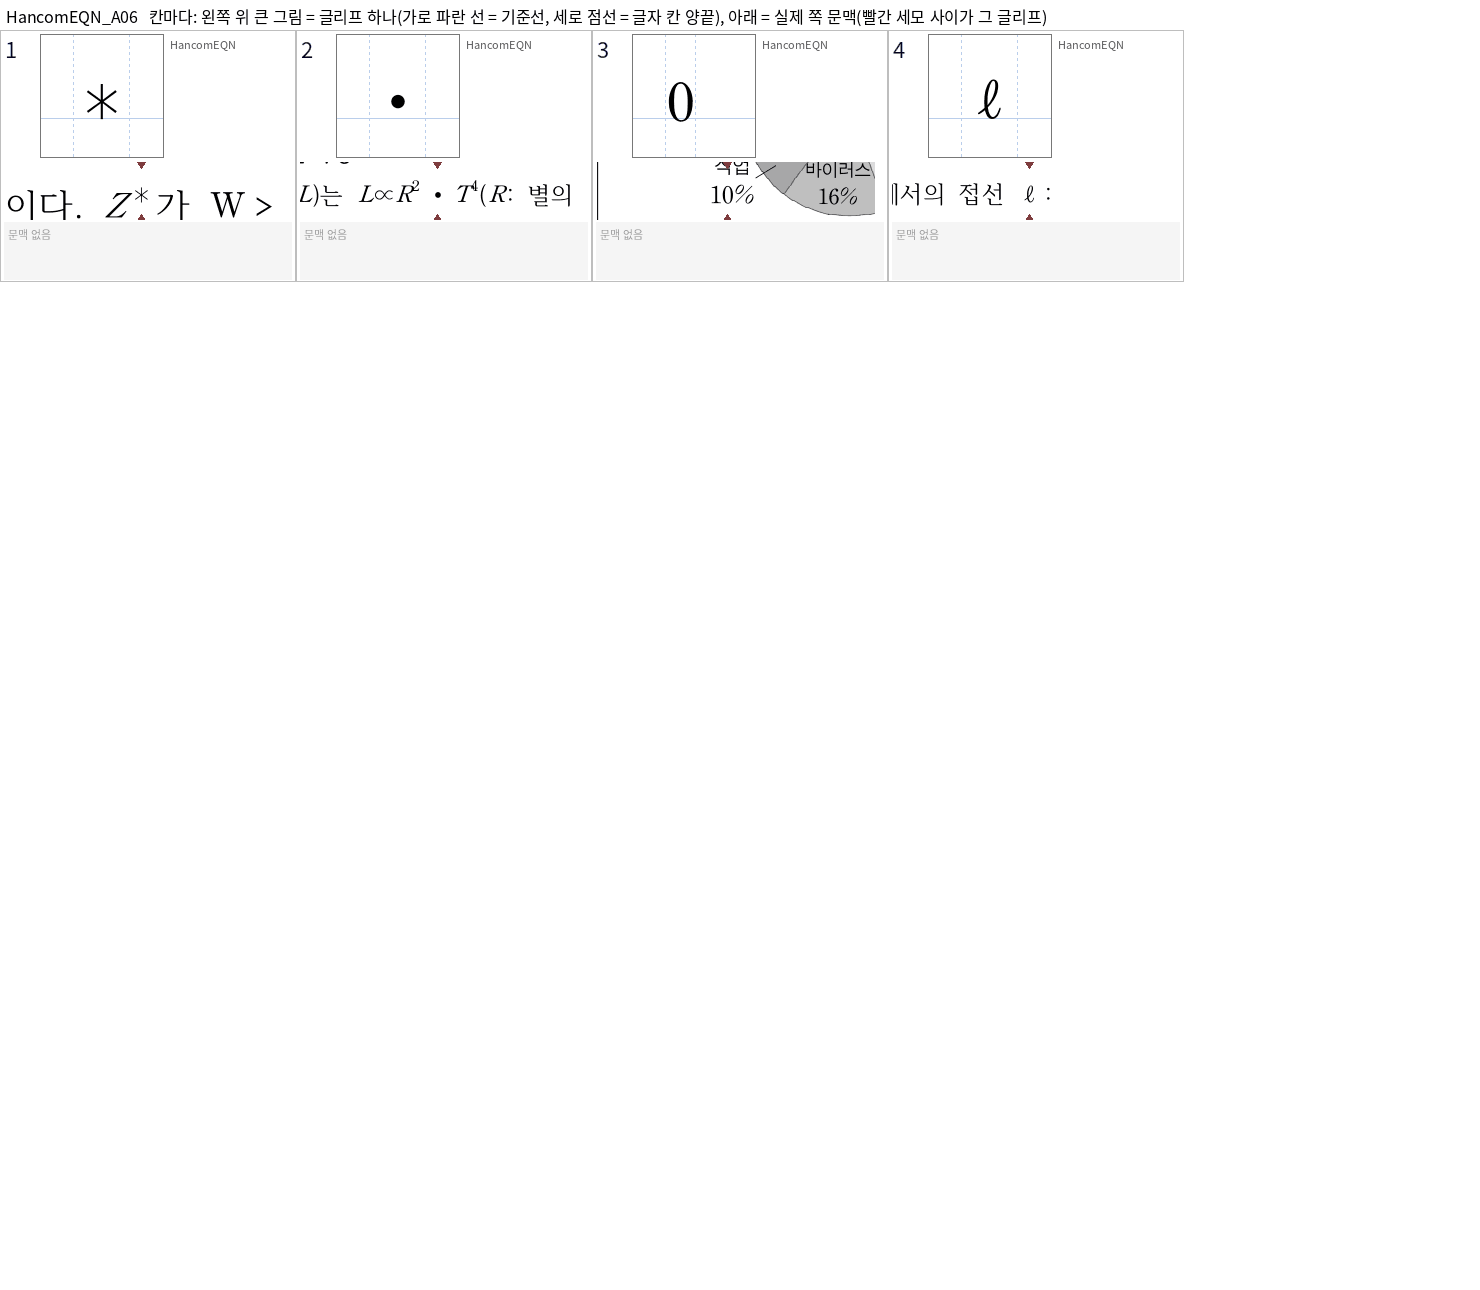 HancomEQN_A06 칸마다: 왼쪽 위 큰 그림 = 글리프 하나(가로 파란 선 = 기준선, 세로 점선 = 글자 칸 양끝), 아래 = 실제 쪽 문맥(빨간 세모 사이가 그 글리프)
1 HancomEQN 2 HancomEQN 3 HancomEQN 4 HancomEQN
* • 0 ℓ
직업 바이러스
이다. Z*가 W > L)는 L∝R² • T⁴(R: 별의 10% 16% 에서의 접선 ℓ :
문맥 없음 문맥 없음 문맥 없음 문맥 없음